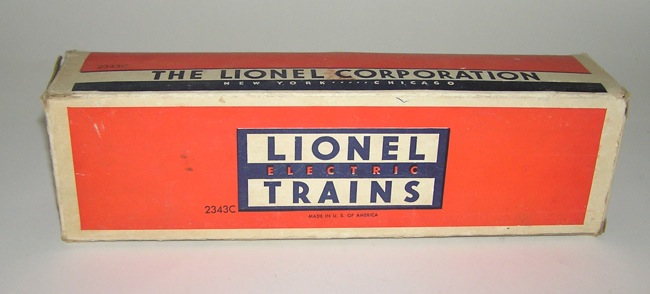 2343C
THE LIONEL CORPORATION
NEW YORK ····· CHICAGO
LIONEL
ELECTRIC
TRAINS
2343C
MADE IN U. S. OF AMERICA